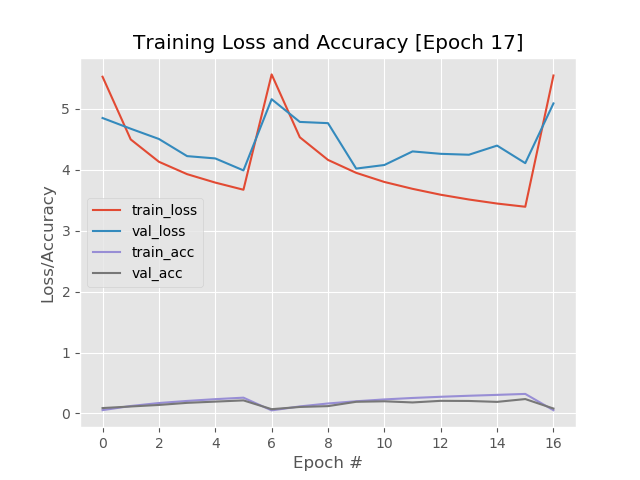 Training Loss and Accuracy [Epoch 17]
Loss/Accuracy
5
4
3
2
1
0
train_loss
val_loss
train_acc
val_acc
0 2 4 6 8 10 12 14 16
Epoch #